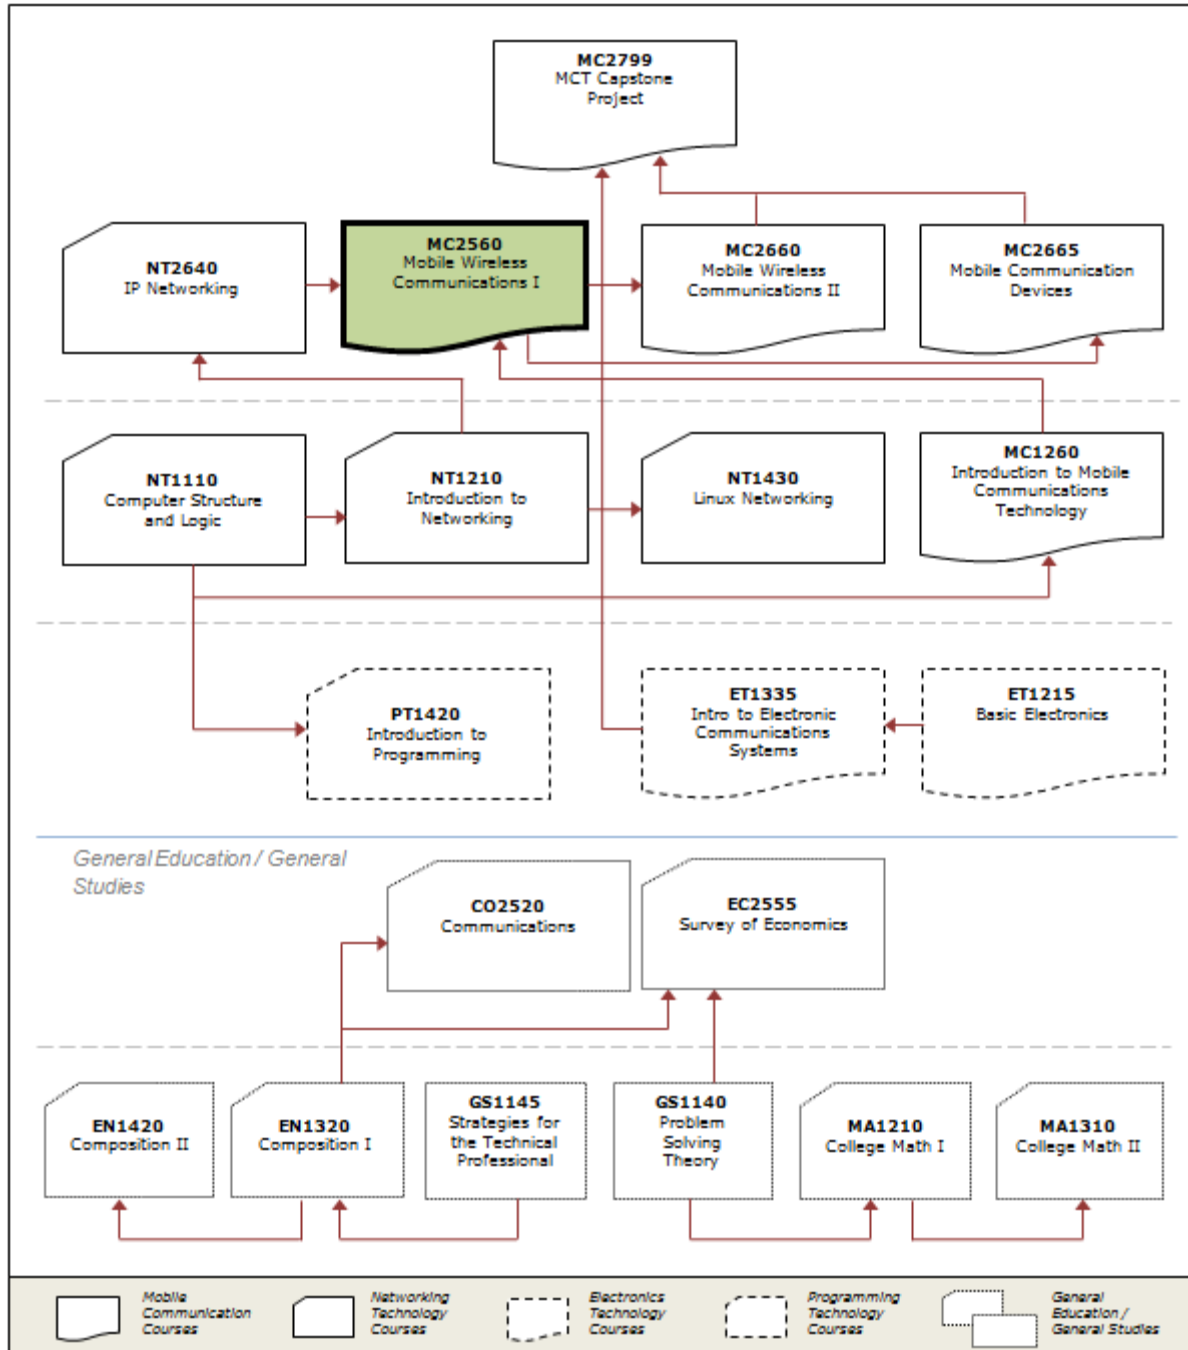 MC2799
MCT Capstone
Project
NT2640
IP Networking
MC2560
Mobile Wireless
Communications I
MC2660
Mobile Wireless
Communications II
MC2665
Mobile Communication
Devices
NT1110
Computer Structure
and Logic
NT1210
Introduction to
Networking
NT1430
Linux Networking
MC1260
Introduction to Mobile
Communications
Technology
PT1420
Introduction to
Programming
ET1335
Intro to Electronic
Communications
Systems
ET1215
Basic Electronics
General Education / General
Studies
CO2520
Communications
EC2555
Survey of Economics
EN1420
Composition II
EN1320
Composition I
GS1145
Strategies for
the Technical
Professional
GS1140
Problem
Solving
Theory
MA1210
College Math I
MA1310
College Math II
Mobile
Communication
Courses
Networking
Technology
Courses
Electronics
Technology
Courses
Programming
Technology
Courses
General
Education /
General Studies